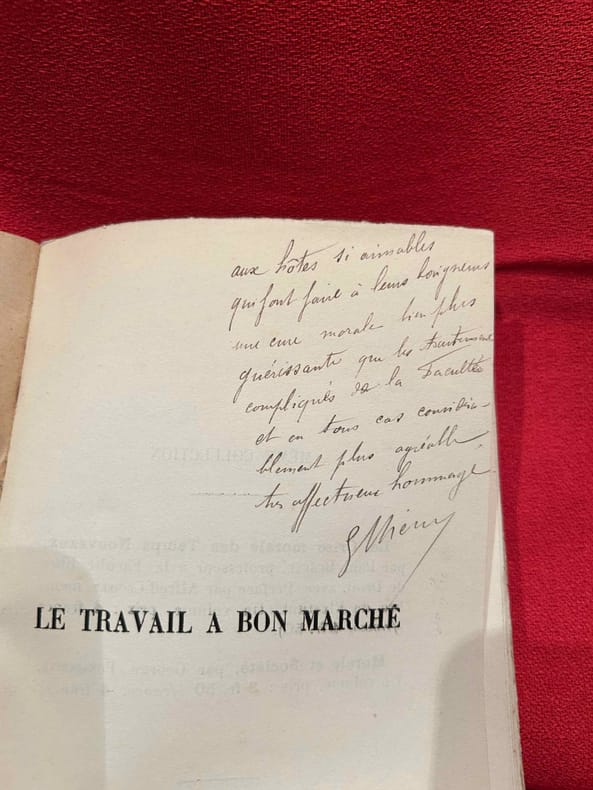 aux hôtes si aimables
qui font faire à leurs baigneurs
une cure morale bien plus
guérissante que les traitements
compliqués de la Faculté
et en tous cas considéra-
blement plus agréable
très affectueux hommage
LE TRAVAIL A BON MARCHÉ